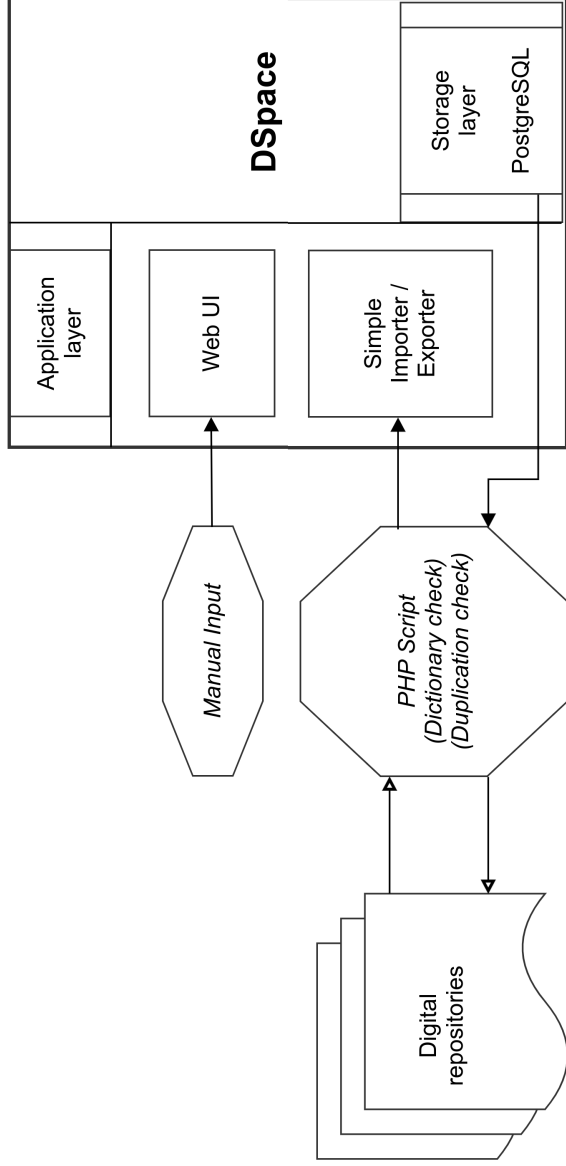 DSpace
Application
layer
Web UI
Simple
Importer /
Exporter
Storage
layer
PostgreSQL
Manual Input
PHP Script
(Dictionary check)
(Duplication check)
Digital
repositories